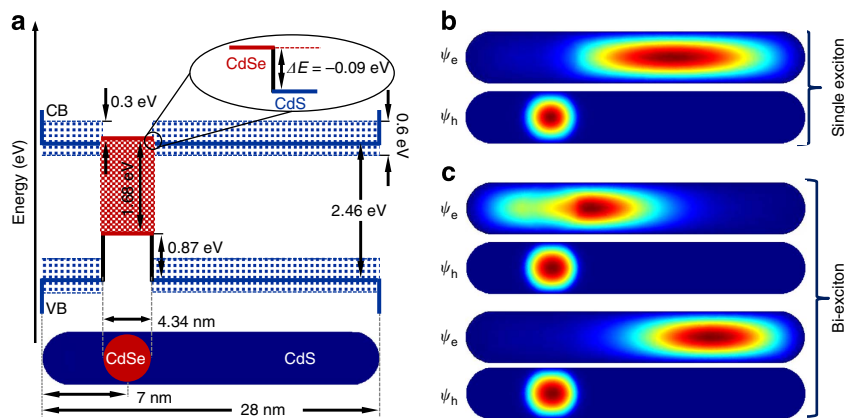 a
Energy (eV)
CB
0.3 eV
CdSe
ΔE = −0.09 eV
CdS
0.6 eV
1.68 eV
2.46 eV
0.87 eV
VB
4.34 nm
CdSe
CdS
7 nm
28 nm
b
ψe
ψh
Single exciton
c
ψe
ψh
ψe
ψh
Bi-exciton